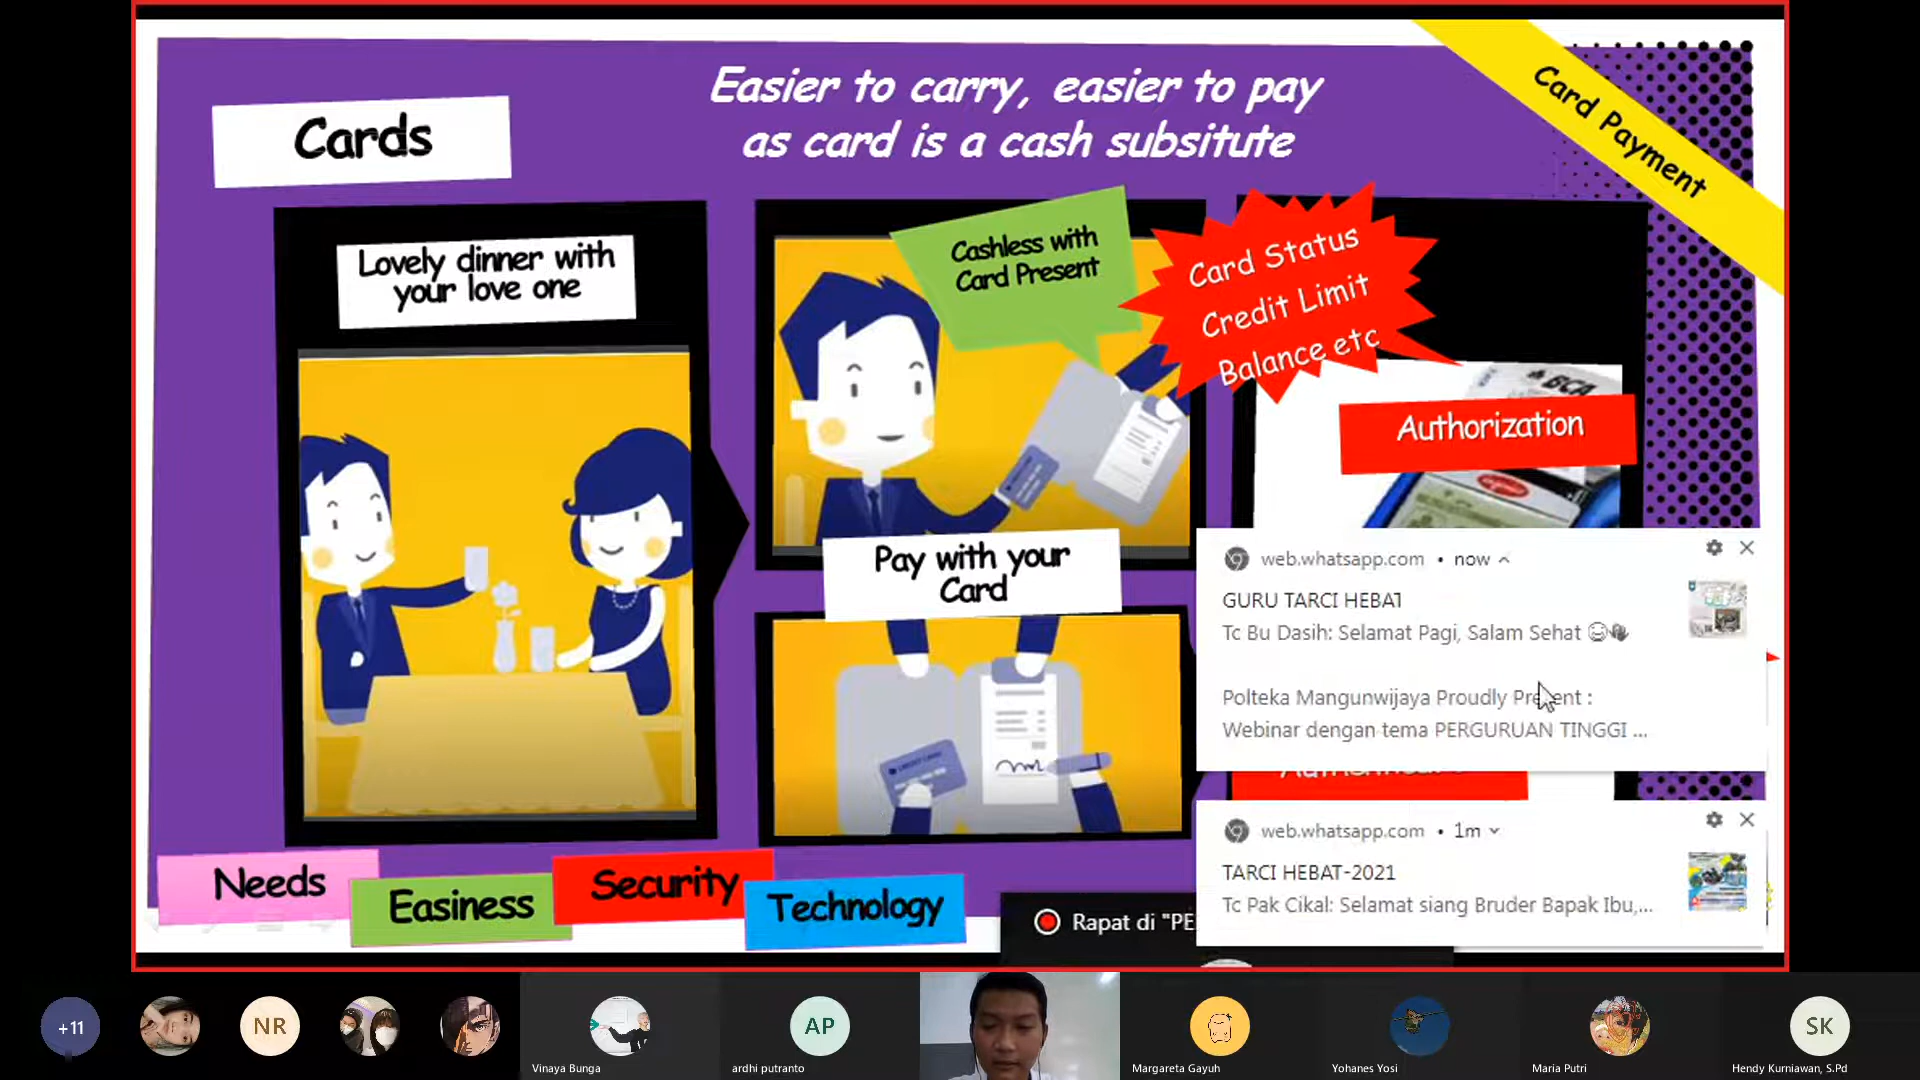 Easier to carry, easier to pay
as card is a cash subsitute
Card Payment
Cards
Lovely dinner with
your love one
Cashless with
Card Present
Card Status
Credit Limit
Balance etc
BCA
Authorization
Pay with your
Card
CREDIT CARD
web.whatsapp.com • now
GURU TARCI HEBAT
Tc Bu Dasih: Selamat Pagi, Salam Sehat 
Polteka Mangunwijaya Proudly Present :
Webinar dengan tema PERGURUAN TINGGI ...
web.whatsapp.com • 1m
TARCI HEBAT-2021
Tc Pak Cikal: Selamat siang Bruder Bapak Ibu,...
Needs
Easiness
Security
Technology
Rapat di "PE
+11
NR
Vinaya Bunga
AP
ardhi putranto
Margareta Gayuh
Yohanes Yosi
Maria Putri
SK
Hendy Kurniawan, S.Pd